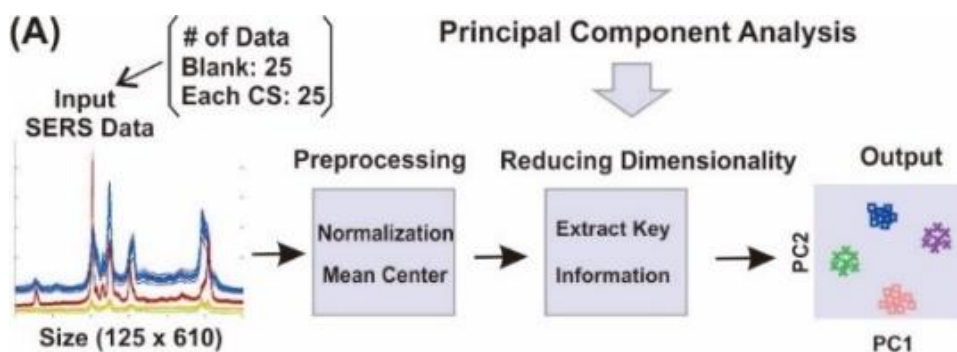 (A)
# of Data
Blank: 25
Each CS: 25
Principal Component Analysis
Input
SERS Data
Preprocessing
Reducing Dimensionality
Output
Normalization
Mean Center
Extract Key
Information
PC2
Size (125 x 610)
PC1